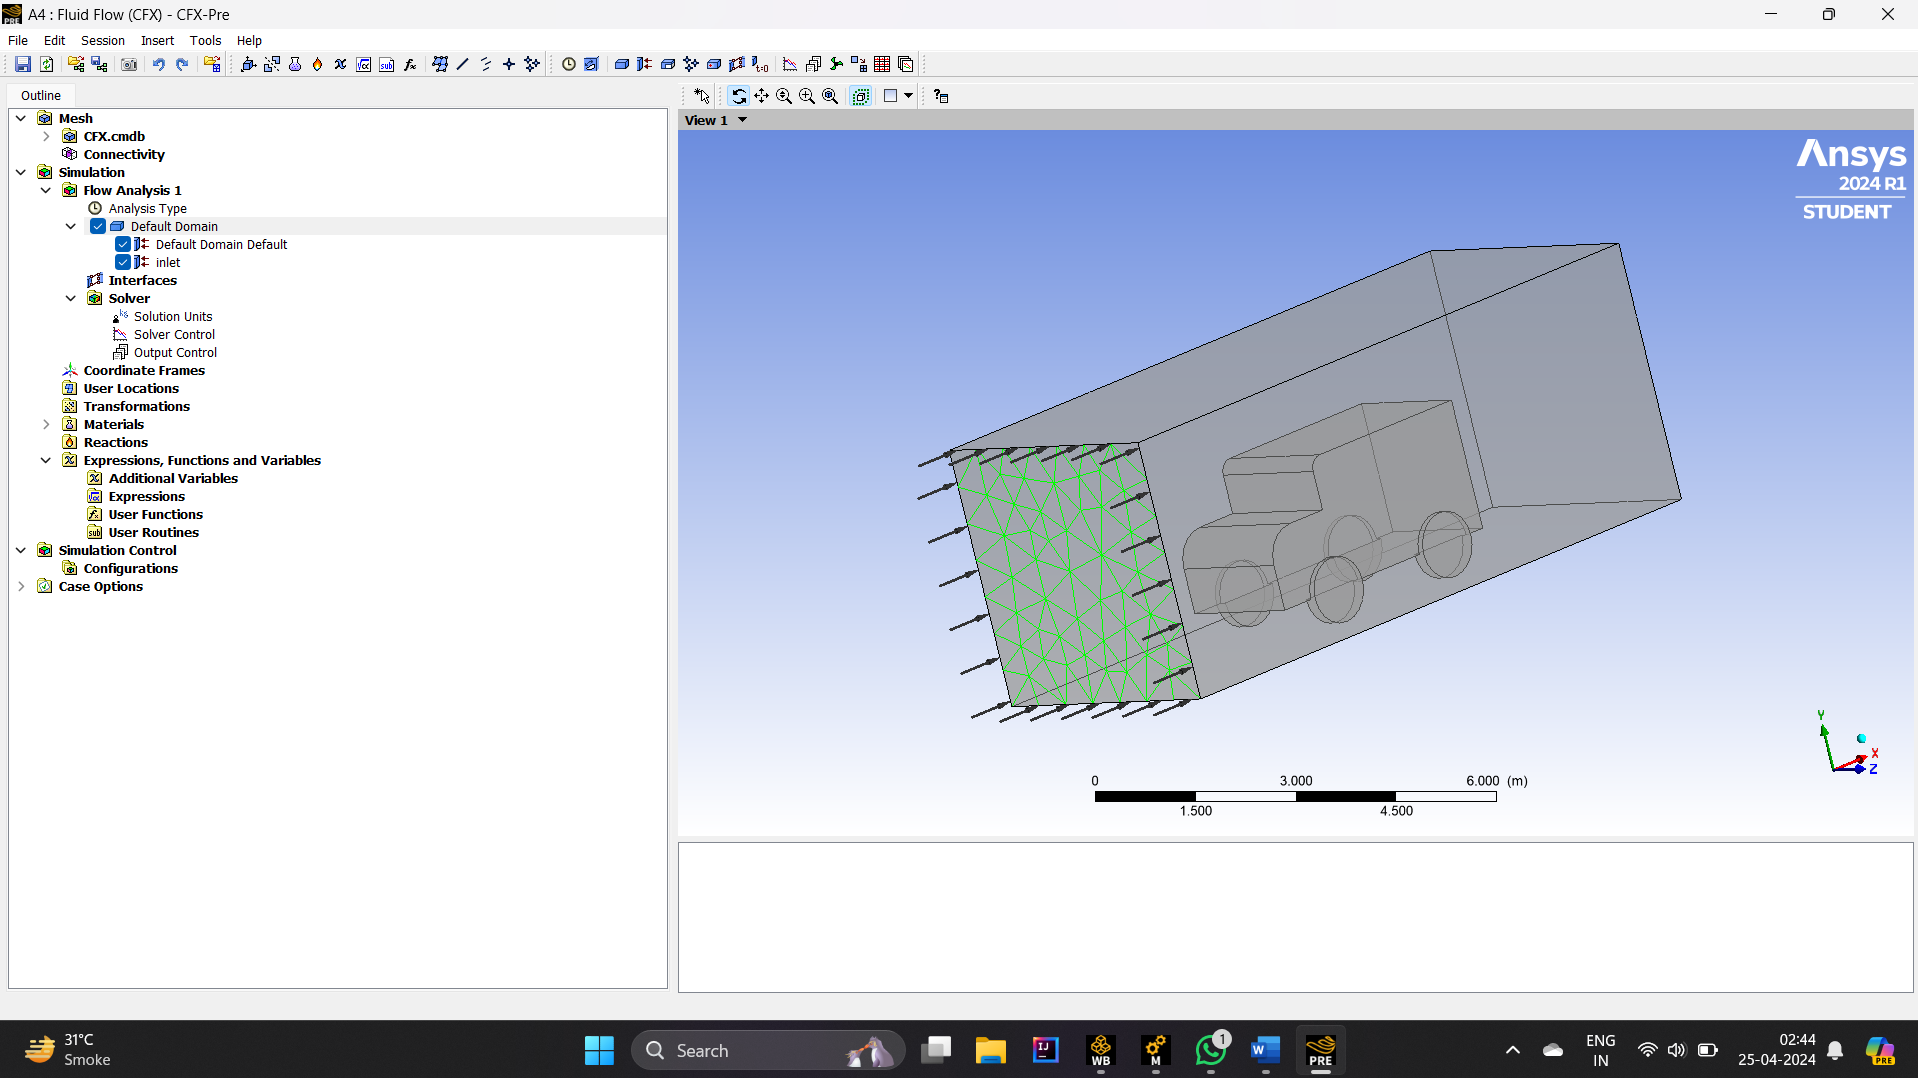 A4 : Fluid Flow (CFX) - CFX-Pre
File Edit Session Insert Tools Help
Outline
Mesh
CFX.cmdb
Connectivity
Simulation
Flow Analysis 1
Analysis Type
Default Domain
Default Domain Default
inlet
Interfaces
Solver
Solution Units
Solver Control
Output Control
Coordinate Frames
User Locations
Transformations
Materials
Reactions
Expressions, Functions and Variables
Additional Variables
Expressions
User Functions
User Routines
Simulation Control
Configurations
Case Options
View 1
Ansys
2024 R1
STUDENT
Y
X
Z
0 3.000 6.000 (m)
1.500 4.500
31°C
Smoke
Search
IJ
WB
M
1
W
PRE
ENG
IN
02:44
25-04-2024
PRE